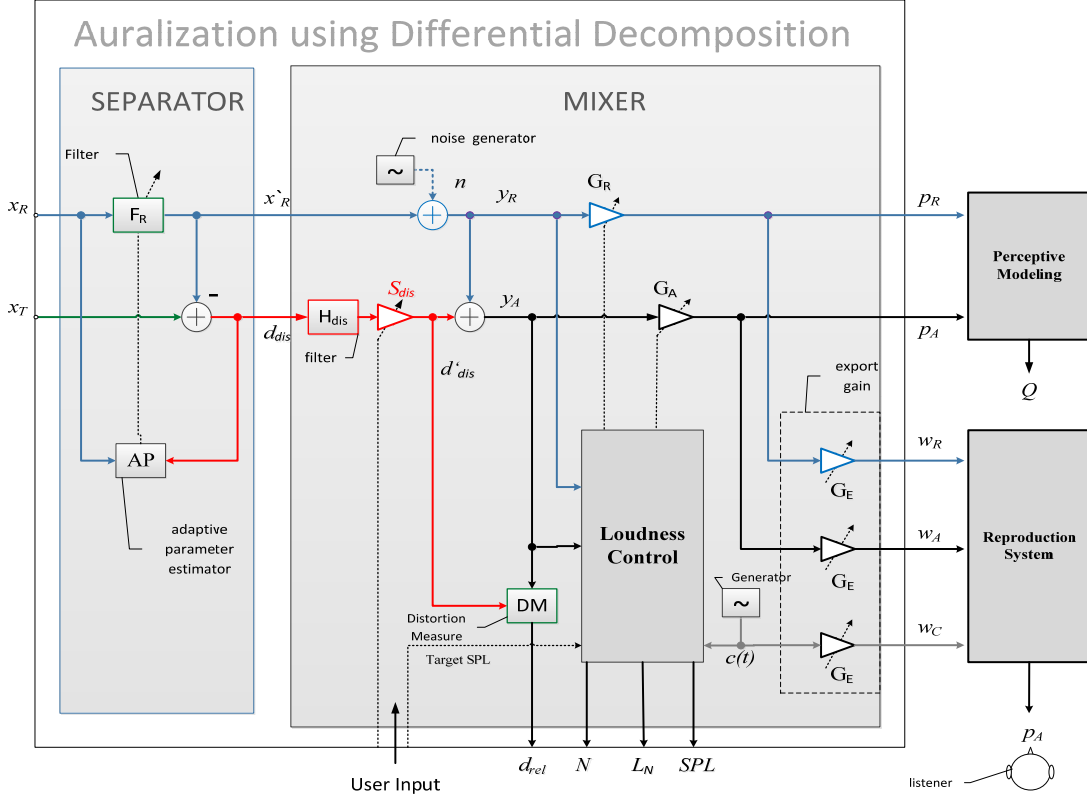 Auralization using Differential Decomposition
SEPARATOR
MIXER
noise generator
Filter
~
x_R
F_R
x`_R
n
y_R
G_R
p_R
Perceptive
Modeling
x_T
-
d_dis
H_dis
filter
S_dis
d‘_dis
y_A
G_A
p_A
Q
export
gain
AP
adaptive
parameter
estimator
Loudness
Control
G_E
w_R
G_E
w_A
Reproduction
System
Generator
~
c(t)
G_E
w_C
DM
Distortion
Measure
Target SPL
User Input
d_rel
N
L_N
SPL
p_A
listener